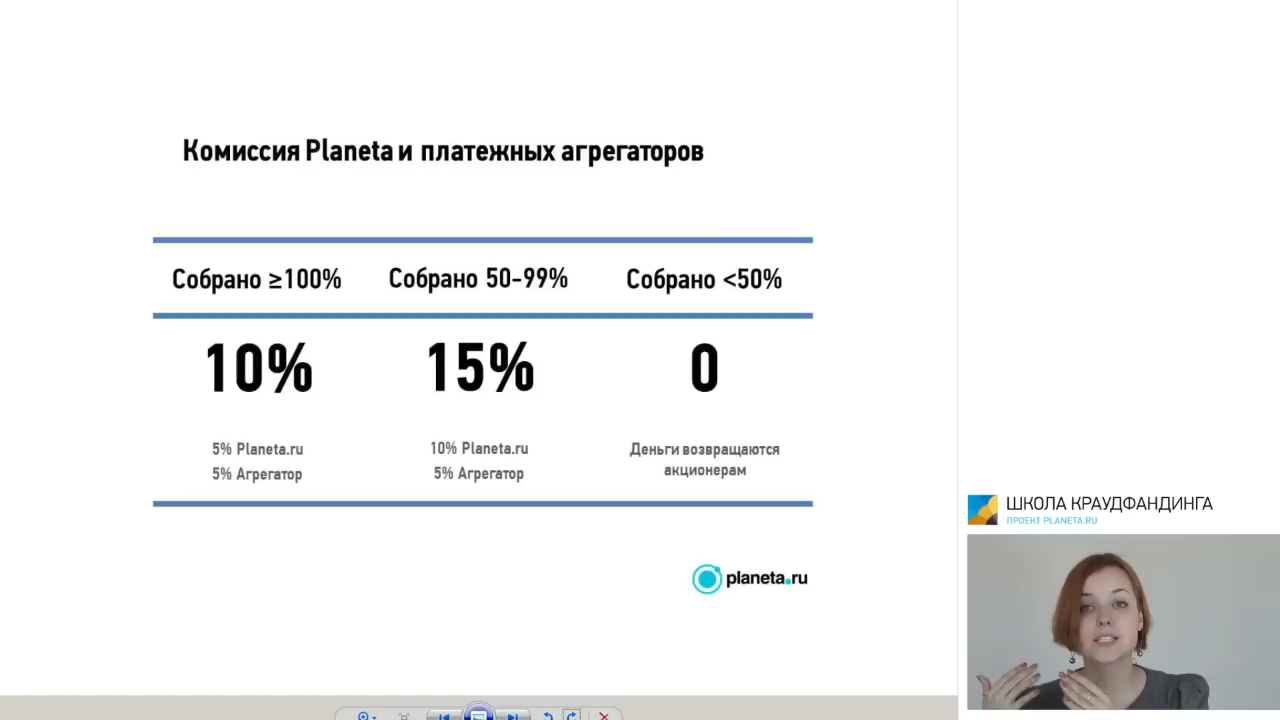 Комиссия Planeta и платежных агрегаторов
Собрано ≥100%
Собрано 50-99%
Собрано <50%
10%
15%
0
5% Planeta.ru
5% Агрегатор
10% Planeta.ru
5% Агрегатор
Деньги возвращаются
акционерам
planeta.ru
ШКОЛА КРАУДФАНДИНГА
ПРОЕКТ PLANETA.RU